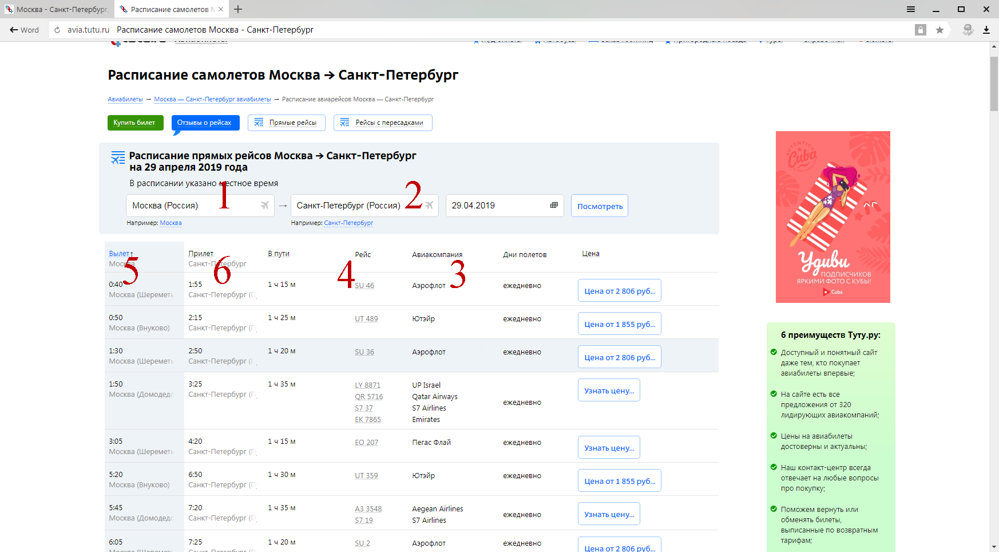 Москва - Санкт-Петербург,
Расписание самолетов М
Word
avia.tutu.ru Расписание самолетов Москва - Санкт-Петербург
Расписание самолетов Москва → Санкт-Петербург
Авиабилеты → Москва — Санкт-Петербург авиабилеты → Расписание авиарейсов Москва — Санкт-Петербург
Купить билет Отзывы о рейсах Прямые рейсы Рейсы с пересадками
Расписание прямых рейсов Москва → Санкт-Петербург
на 29 апреля 2019 года
В расписании указано местное время
1 2
Москва (Россия) → Санкт-Петербург (Россия) 29.04.2019 Посмотреть
Например: Москва Например: Санкт-Петербург
Вылет↑ Прилет В пути Рейс Авиакомпания Дни полетов Цена
Москва Санкт-Петербург
5 6 4 3
0:40 1:55 1 ч 15 м SU 46 Аэрофлот ежедневно Цена от 2 806 руб...
Москва (Шеремет Санкт-Петербург (П
0:50 2:15 1 ч 25 м UT 489 Ютэйр ежедневно Цена от 1 855 руб...
Москва (Внуково) Санкт-Петербург (П
1:30 2:50 1 ч 20 м SU 36 Аэрофлот ежедневно Цена от 2 806 руб...
Москва (Шеремет Санкт-Петербург (П
1:50 3:25 1 ч 35 м LY 8871 UP Israel ежедневно Узнать цену...
Москва (Домодедо Санкт-Петербург (П
QR 5716 Qatar Airways
S7 37 S7 Airlines
EK 7865 Emirates
3:05 4:20 1 ч 15 м EO 207 Пегас Флай ежедневно Узнать цену...
Москва (Шеремет Санкт-Петербург (П
5:20 6:50 1 ч 30 м UT 359 Ютэйр ежедневно Цена от 1 855 руб...
Москва (Внуково) Санкт-Петербург (П
5:45 7:20 1 ч 35 м A3 3548 Aegean Airlines ежедневно Узнать цену...
Москва (Домодедо Санкт-Петербург (П
S7 19 S7 Airlines
6:05 7:25 1 ч 20 м SU 2 Аэрофлот ежедневно Цена от 2 806 руб...
AUTENTICA
Cuba
Удиви
ПОДПИСЧИКОВ
ЯРКИМИ ФОТО С КУБЫ!
Cuba
6 преимуществ Туту.ру:
Доступный и понятный сайт
даже тем, кто покупает
авиабилеты впервые;
На сайте есть все
предложения от 320
лидирующих авиакомпаний;
Цены на авиабилеты
достоверны и актуальны;
Наш контакт-центр всегда
отвечает на любые вопросы
про покупку;
Поможем вернуть или
обменять билеты,
выписанные по возвратным
тарифам;